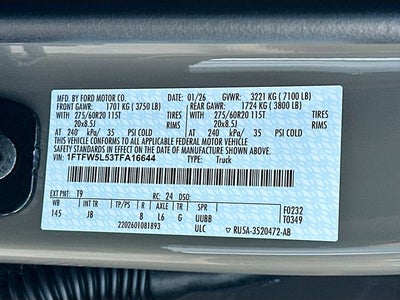 MFD. BY FORD MOTOR CO. 01/26 GVWR: 3221 KG ( 7100 LB)
FRONT GAWR: 1701 KG ( 3750 LB) REAR GAWR: 1724 KG ( 3800 LB)
275/60R20 115T TIRES 275/60R20 115T TIRES
20x8.5J RIMS 20x8.5J RIMS
AT 240 kPa/ 35 PSI COLD AT 240 kPa/ 35 PSI COLD
THIS VEHICLE CONFORMS TO ALL APPLICABLE FEDERAL MOTOR VEHICLE
SAFETY STANDARDS IN EFFECT ON THE DATE OF MANUFACTURE SHOWN ABOVE.
VIN: 1FTFW5L53TFA16644 TYPE: Truck
EXT PNT: T9 RC: 24 DSO:
WB INT TR TP/PS R AXLE TR SPR F0232
145 JB B L6 G UUBB T0349
2202601081893 ULC RU5A-3520472-AB